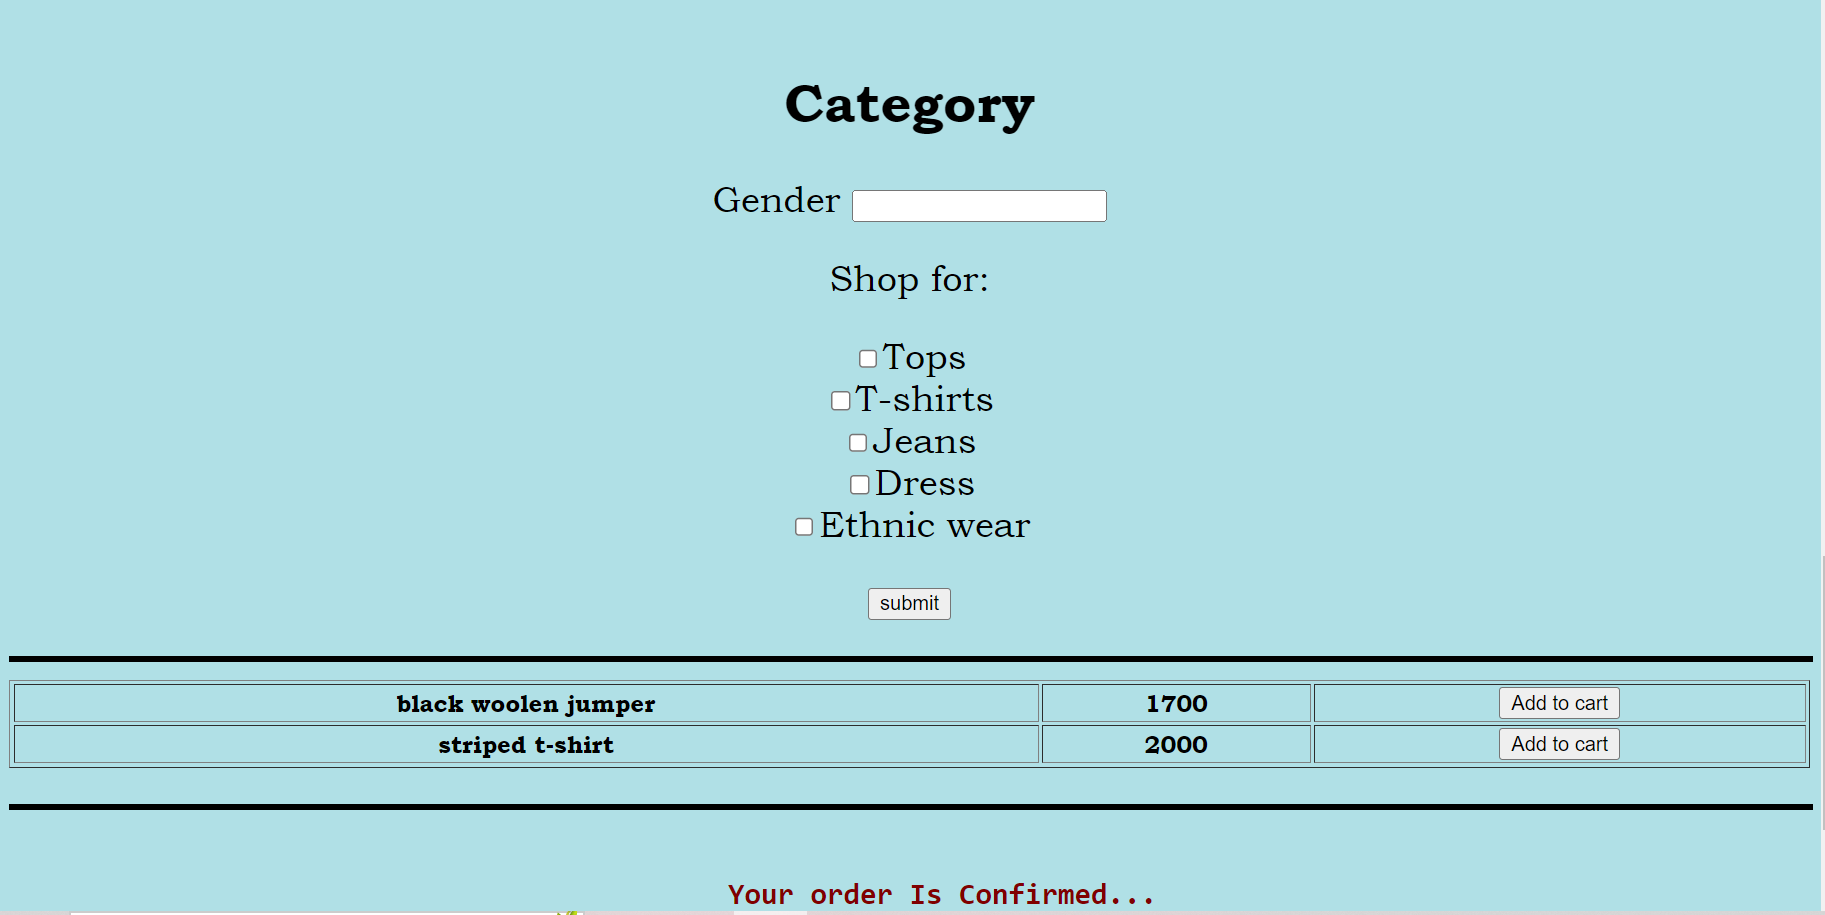 Category
Gender
Shop for:
Tops
T-shirts
Jeans
Dress
Ethnic wear
submit
black woolen jumper 1700 Add to cart
striped t-shirt 2000 Add to cart
Your order Is Confirmed...